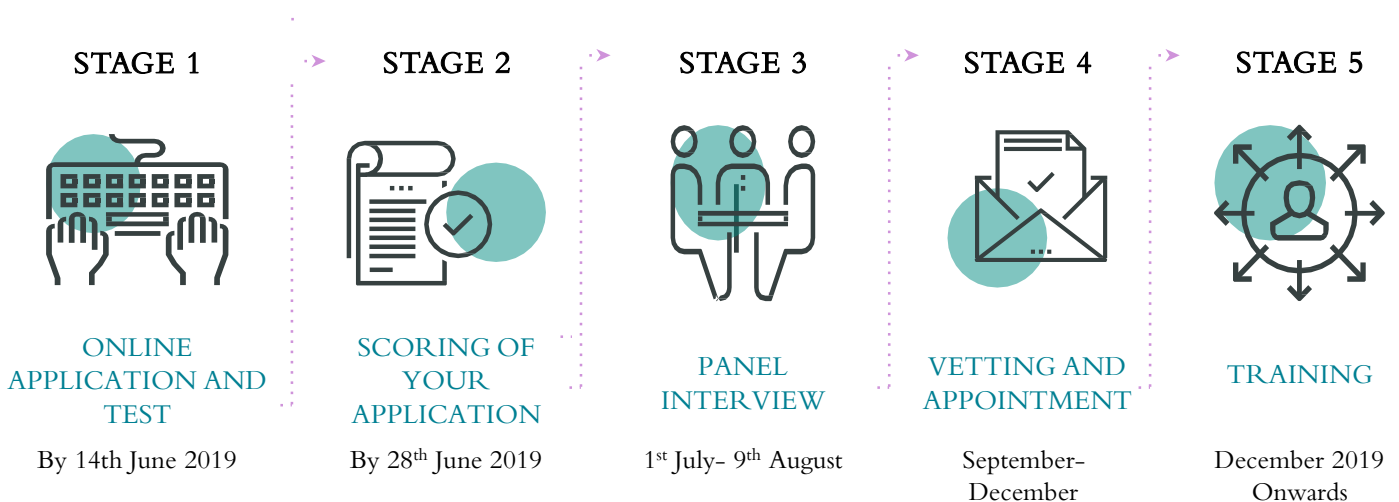 STAGE 1
ONLINE
APPLICATION AND
TEST
By 14th June 2019
STAGE 2
SCORING OF
YOUR
APPLICATION
By 28th June 2019
STAGE 3
PANEL
INTERVIEW
1st July- 9th August
STAGE 4
VETTING AND
APPOINTMENT
September-
December
STAGE 5
TRAINING
December 2019
Onwards